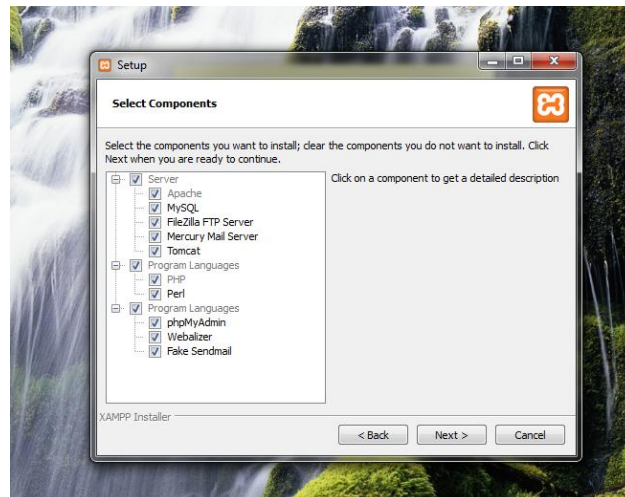 Setup
Select Components
Select the components you want to install; clear the components you do not want to install. Click
Next when you are ready to continue.
Server
Apache
MySQL
FileZilla FTP Server
Mercury Mail Server
Tomcat
Program Languages
PHP
Perl
Program Languages
phpMyAdmin
Webalizer
Fake Sendmail
Click on a component to get a detailed description
XAMPP Installer
< Back
Next >
Cancel